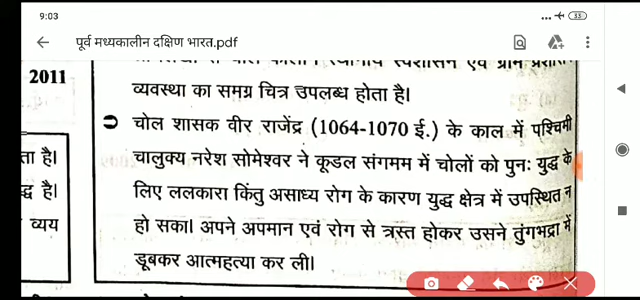 9:03
33
पूर्व मध्यकालीन दक्षिण भारत.pdf
2011
व्यवस्था का समग्र चित्र उपलब्ध होता है।
चोल शासक वीर राजेंद्र (1064-1070 ई.) के काल में पश्चिमी
ता है।
चालुक्य नरेश सोमेश्वर ने कूडल संगमम में चोलों को पुनः युद्ध के
द्ध है।
लिए ललकारा किंतु असाध्य रोग के कारण युद्ध क्षेत्र में उपस्थित न
व्यय
हो सका। अपने अपमान एवं रोग से त्रस्त होकर उसने तुंगभद्रा में
डूबकर आत्महत्या कर ली।